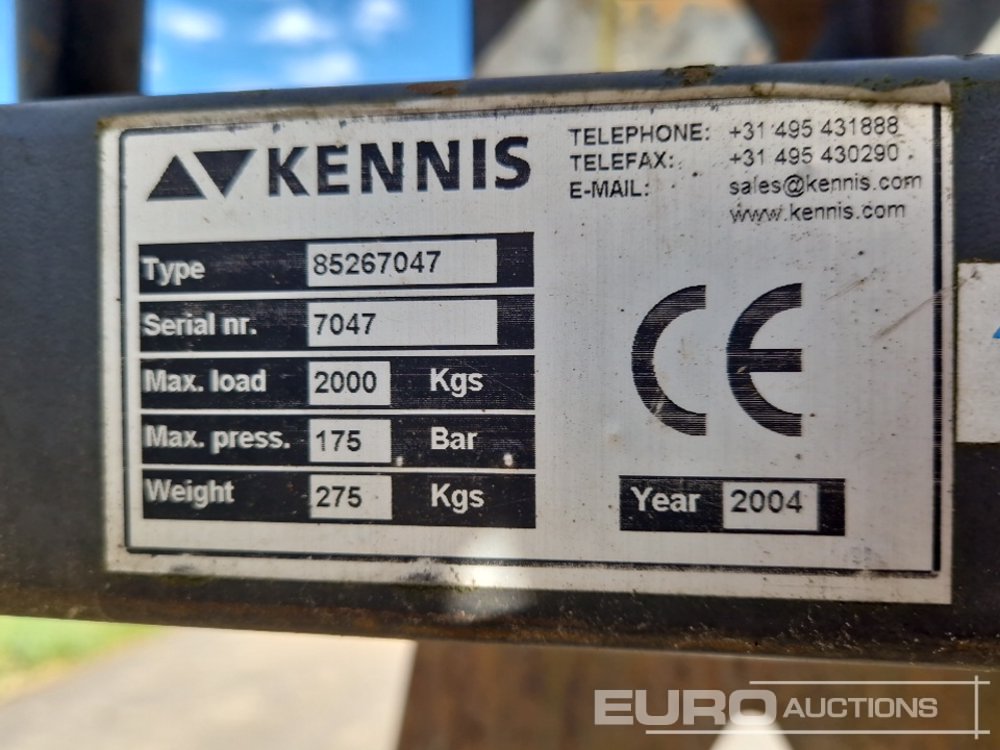 KENNIS
TELEPHONE: +31 495 431888
TELEFAX: +31 495 430290
E-MAIL: sales@kennis.com
www.kennis.com
Type 85267047
Serial nr. 7047
Max. load 2000 Kgs
Max. press. 175 Bar
Weight 275 Kgs
CE
Year 2004
EURO AUCTIONS